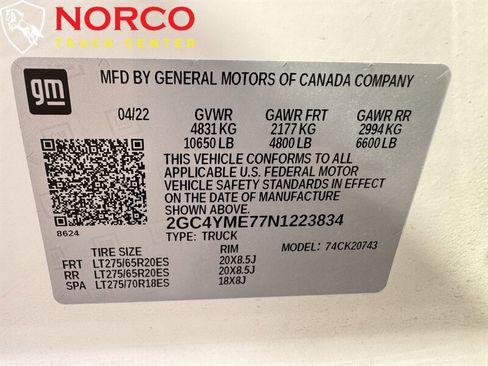 NORCO
TRUCK CENTER
gm
MFD BY GENERAL MOTORS OF CANADA COMPANY
04/22 GVWR GAWR FRT GAWR RR
4831 KG 2177 KG 2994 KG
10650 LB 4800 LB 6600 LB
THIS VEHICLE CONFORMS TO ALL
APPLICABLE U.S. FEDERAL MOTOR
VEHICLE SAFETY STANDARDS IN EFFECT
ON THE DATE OF MANUFACTURE
SHOWN ABOVE.
8624
2GC4YME77N1223834
TYPE: TRUCK MODEL: 74CK20743
TIRE SIZE RIM
FRT LT275/65R20ES 20X8.5J
RR LT275/65R20ES 20X8.5J
SPA LT275/70R18ES 18X8J